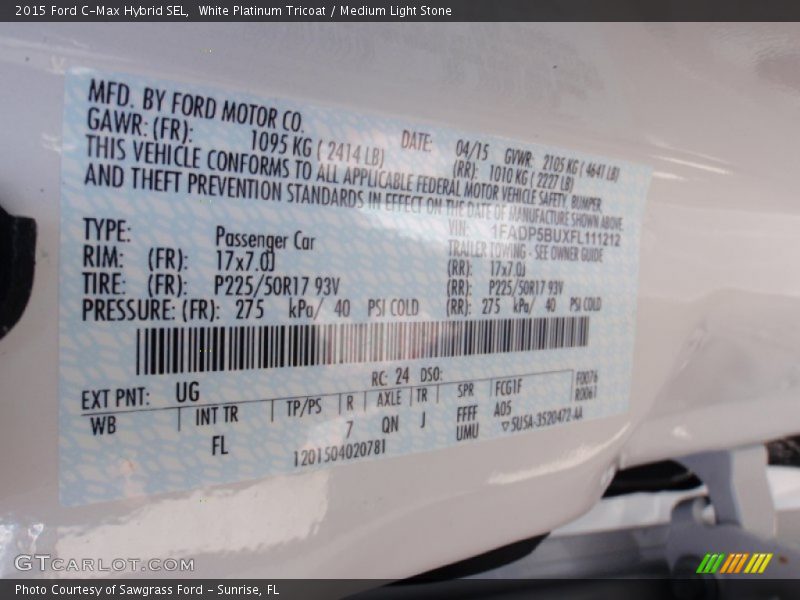 2015 Ford C-Max Hybrid SEL, White Platinum Tricoat / Medium Light Stone
MFD. BY FORD MOTOR CO.
DATE: 04/15 GVWR: 2105 KG ( 4641 LB)
GAWR: (FR): 1095 KG ( 2414 LB) (RR): 1010 KG ( 2227 LB)
THIS VEHICLE CONFORMS TO ALL APPLICABLE FEDERAL MOTOR VEHICLE SAFETY, BUMPER,
AND THEFT PREVENTION STANDARDS IN EFFECT ON THE DATE OF MANUFACTURE SHOWN ABOVE.
VIN: 1FADP5BUXFL111212
TYPE: Passenger Car TRAILER TOWING - SEE OWNER GUIDE
RIM: (FR): 17x7.0J (RR): 17x7.0J
TIRE: (FR): P225/50R17 93V (RR): P225/50R17 93V
PRESSURE: (FR): 275 kPa/ 40 PSI COLD (RR): 275 kPa/ 40 PSI COLD
EXT PNT: UG RC: 24 DSO: F0076
WB INT TR TP/PS R AXLE TR SPR FCG1F R0061
FL 7 QN J FFFF A05
1201504020781 UMU ▽5U5A-3520472-AA
GTCARLOT.COM
Photo Courtesy of Sawgrass Ford - Sunrise, FL